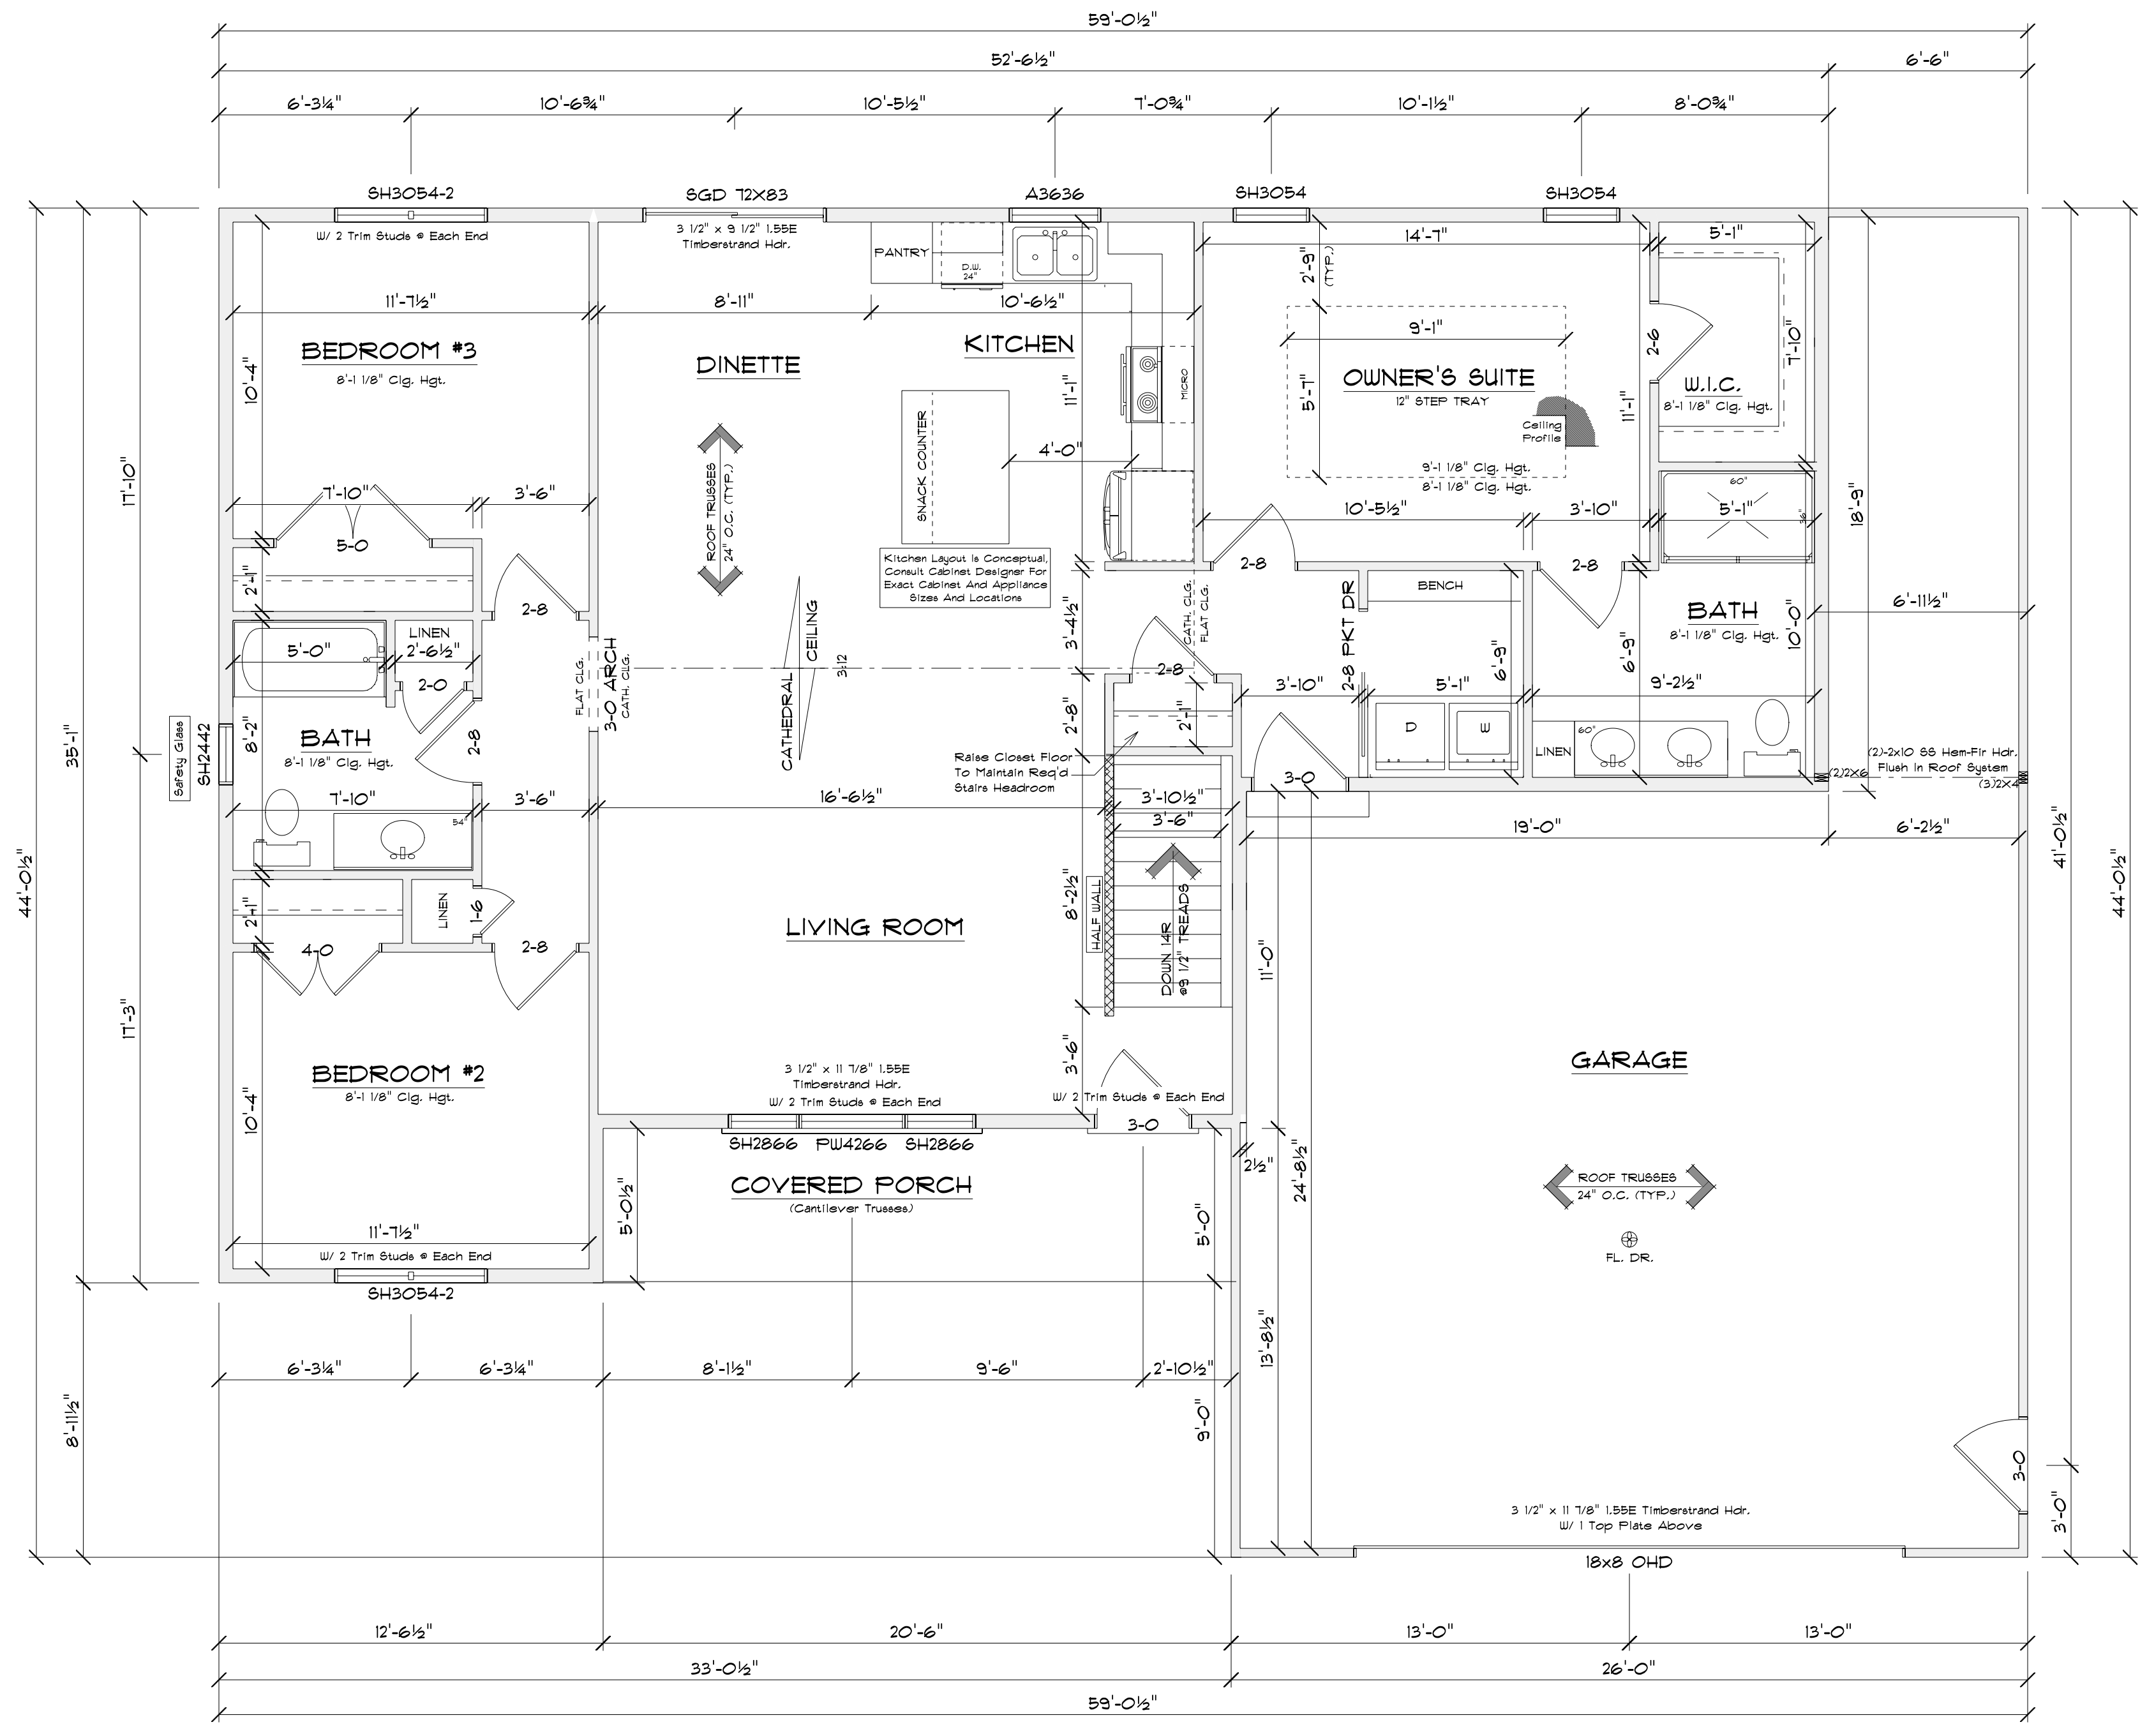 59'-0½"
52'-6½"
6'-6"
6'-3¼"
10'-6¾"
10'-5½"
7'-0¾"
10'-1½"
8'-0¾"
SH3054-2
SGD 72X83
A3636
SH3054
SH3054
W/ 2 Trim Studs @ Each End
3 1/2" x 9 1/2" 1.55E
Timberstrand Hdr.
PANTRY
D.W.
24"
14'-7"
5'-1"
2'-9"
(TYP.)
11'-7½"
8'-11"
10'-6½"
9'-1"
BEDROOM #3
8'-1 1/8" Clg. Hgt.
10'-4"
DINETTE
KITCHEN
11'-1"
MICRO
5'-7"
OWNER'S SUITE
12" STEP TRAY
11'-1"
2-6
7'-10"
W.I.C.
8'-1 1/8" Clg. Hgt.
Ceiling
Profile
9'-1 1/8" Clg. Hgt.
8'-1 1/8" Clg. Hgt.
SNACK COUNTER
4'-0"
ROOF TRUSSES
24" O.C. (TYP.)
17'-10"
7'-10"
3'-6"
5-0
10'-5½"
3'-10"
60"
5'-1"
36"
18'-9"
Kitchen Layout is Conceptual,
Consult Cabinet Designer For
Exact Cabinet And Appliance
Sizes And Locations
2'-1"
2-8
2-8
2-8
BENCH
BATH
8'-1 1/8" Clg. Hgt.
10'-0"
6'-11½"
CATH. CLG.
FLAT CLG.
2-8 PKT DR
3'-4½"
LINEN
5'-0"
2'-6½"
2-0
FLAT CLG.
3-0 ARCH
CATH. CLG.
CATHEDRAL
CEILING
3:12
2-8
3'-10"
5'-1"
6'-9"
6'-9"
9'-2½"
35'-1"
Safety Glass
SH2442
8'-2"
BATH
8'-1 1/8" Clg. Hgt.
2-8
2'-8"
2'-1"
D
W
LINEN
60"
(2)-2x10 SS Hem-Fir Hdr.
Flush in Roof System
(2)2X6
(3)2X4
Raise Closet Floor
To Maintain Req'd
Stairs Headroom
3-0
7'-10"
3'-6"
54"
16'-6½"
3'-10½"
3'-6"
19'-0"
6'-2½"
44'-0½"
41'-0½"
44'-0½"
2'-1"
LINEN
1-6
4-0
2-8
LIVING ROOM
8'-2½"
HALF WALL
DOWN 14R
@9 1/2" TREADS
11'-0"
17'-3"
BEDROOM #2
8'-1 1/8" Clg. Hgt.
10'-4"
3 1/2" x 11 7/8" 1.55E
Timberstrand Hdr.
W/ 2 Trim Studs @ Each End
3'-6"
W/ 2 Trim Studs @ Each End
3-0
GARAGE
SH2866
PW4266
SH2866
2½"
24'-8½"
COVERED PORCH
(Cantilever Trusses)
5'-0½"
5'-0"
ROOF TRUSSES
24" O.C. (TYP.)
FL. DR.
11'-7½"
W/ 2 Trim Studs @ Each End
SH3054-2
13'-8½"
6'-3¼"
6'-3¼"
8'-1½"
9'-6"
2'-10½"
8'-11½"
9'-0"
3-0
3 1/2" x 11 7/8" 1.55E Timberstrand Hdr.
W/ 1 Top Plate Above
3'-0"
18x8 OHD
12'-6½"
20'-6"
13'-0"
13'-0"
33'-0½"
26'-0"
59'-0½"